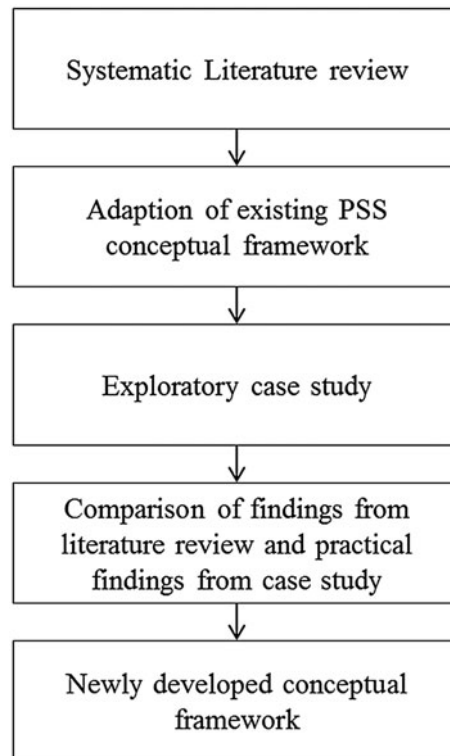 Systematic Literature review
Adaption of existing PSS
conceptual framework
Exploratory case study
Comparison of findings from
literature review and practical
findings from case study
Newly developed conceptual
framework